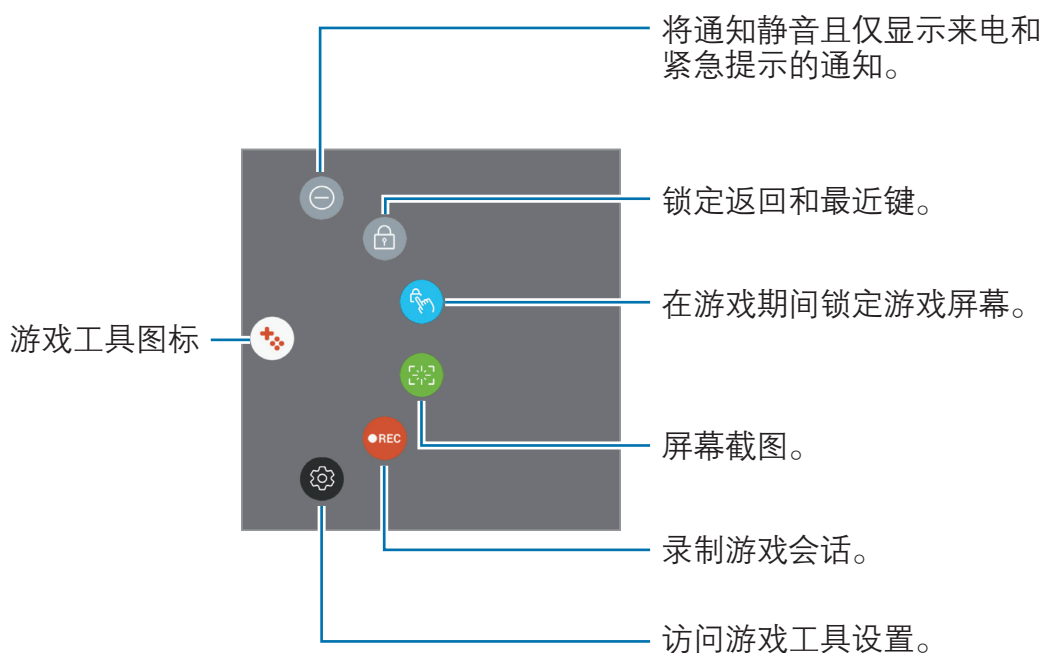 将通知静音且仅显示来电和
紧急提示的通知。
锁定返回和最近键。
在游戏期间锁定游戏屏幕。
游戏工具图标
屏幕截图。
REC
录制游戏会话。
访问游戏工具设置。